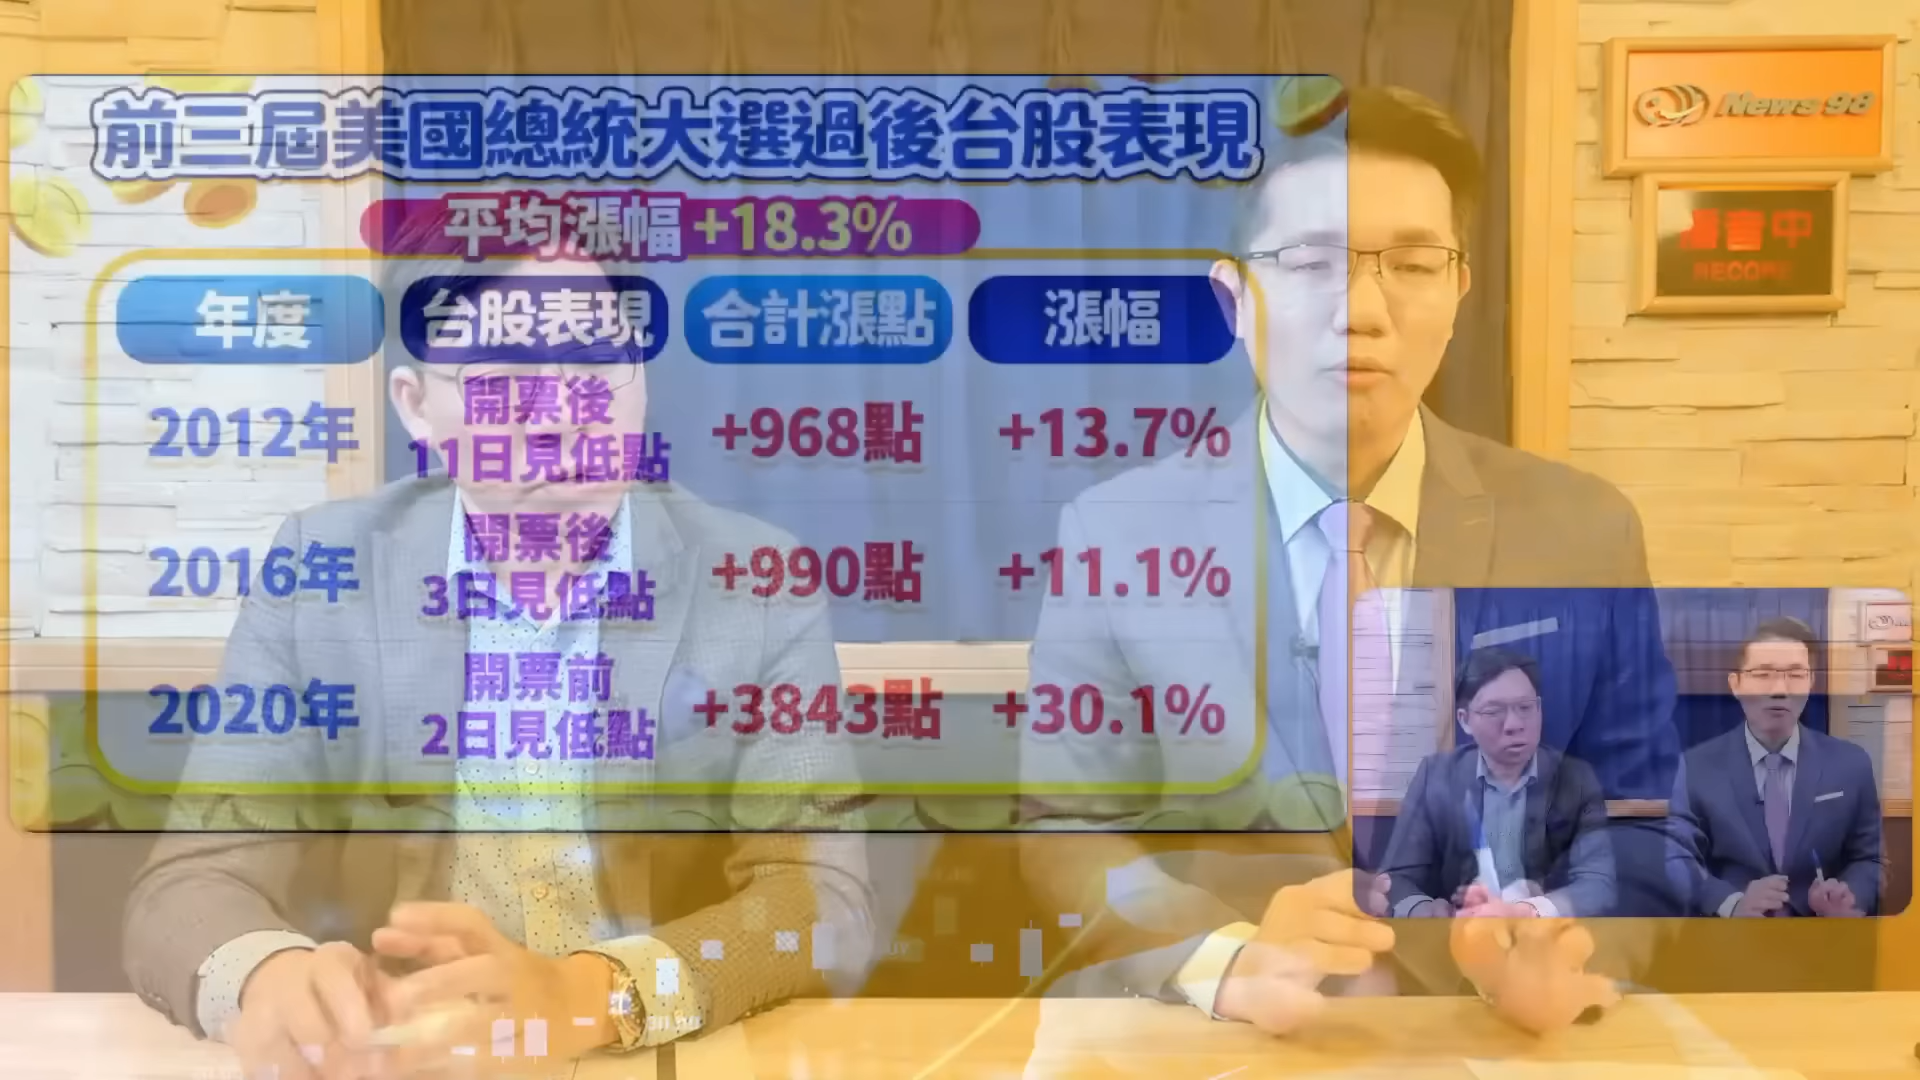 前三屆美國總統大選過後台股表現
平均漲幅+18.3%
年度 台股表現 合計漲點 漲幅
2012年 開票後 11日見低點 +968點 +13.7%
2016年 開票後 3日見低點 +990點 +11.1%
2020年 開票前 2日見低點 +3843點 +30.1%
News 98
播音中